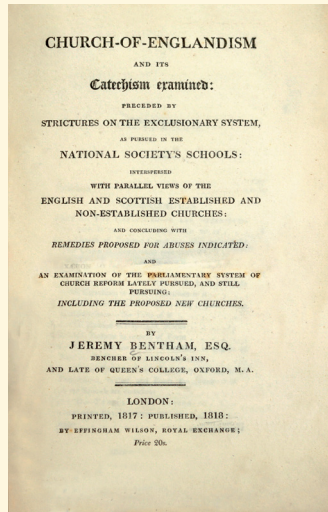 CHURCH-OF-ENGLANDISM
AND ITS
Catechism examined:
PRECEDED BY
STRICTURES ON THE EXCLUSIONARY SYSTEM,
AS PURSUED IN THE
NATIONAL SOCIETY'S SCHOOLS:
INTERSPERSED
WITH PARALLEL VIEWS OF THE
ENGLISH AND SCOTTISH ESTABLISHED AND
NON-ESTABLISHED CHURCHES:
AND CONCLUDING WITH
REMEDIES PROPOSED FOR ABUSES INDICATED:
AND
AN EXAMINATION OF THE PARLIAMENTARY SYSTEM OF
CHURCH REFORM LATELY PURSUED, AND STILL
PURSUING:
INCLUDING THE PROPOSED NEW CHURCHES.
BY
JEREMY BENTHAM, ESQ.
BENCHER OF LINCOLN'S INN,
AND LATE OF QUEEN'S COLLEGE, OXFORD, M.A.
LONDON:
PRINTED, 1817: PUBLISHED, 1818:
BY EFFINGHAM WILSON, ROYAL EXCHANGE;
Price 20s.